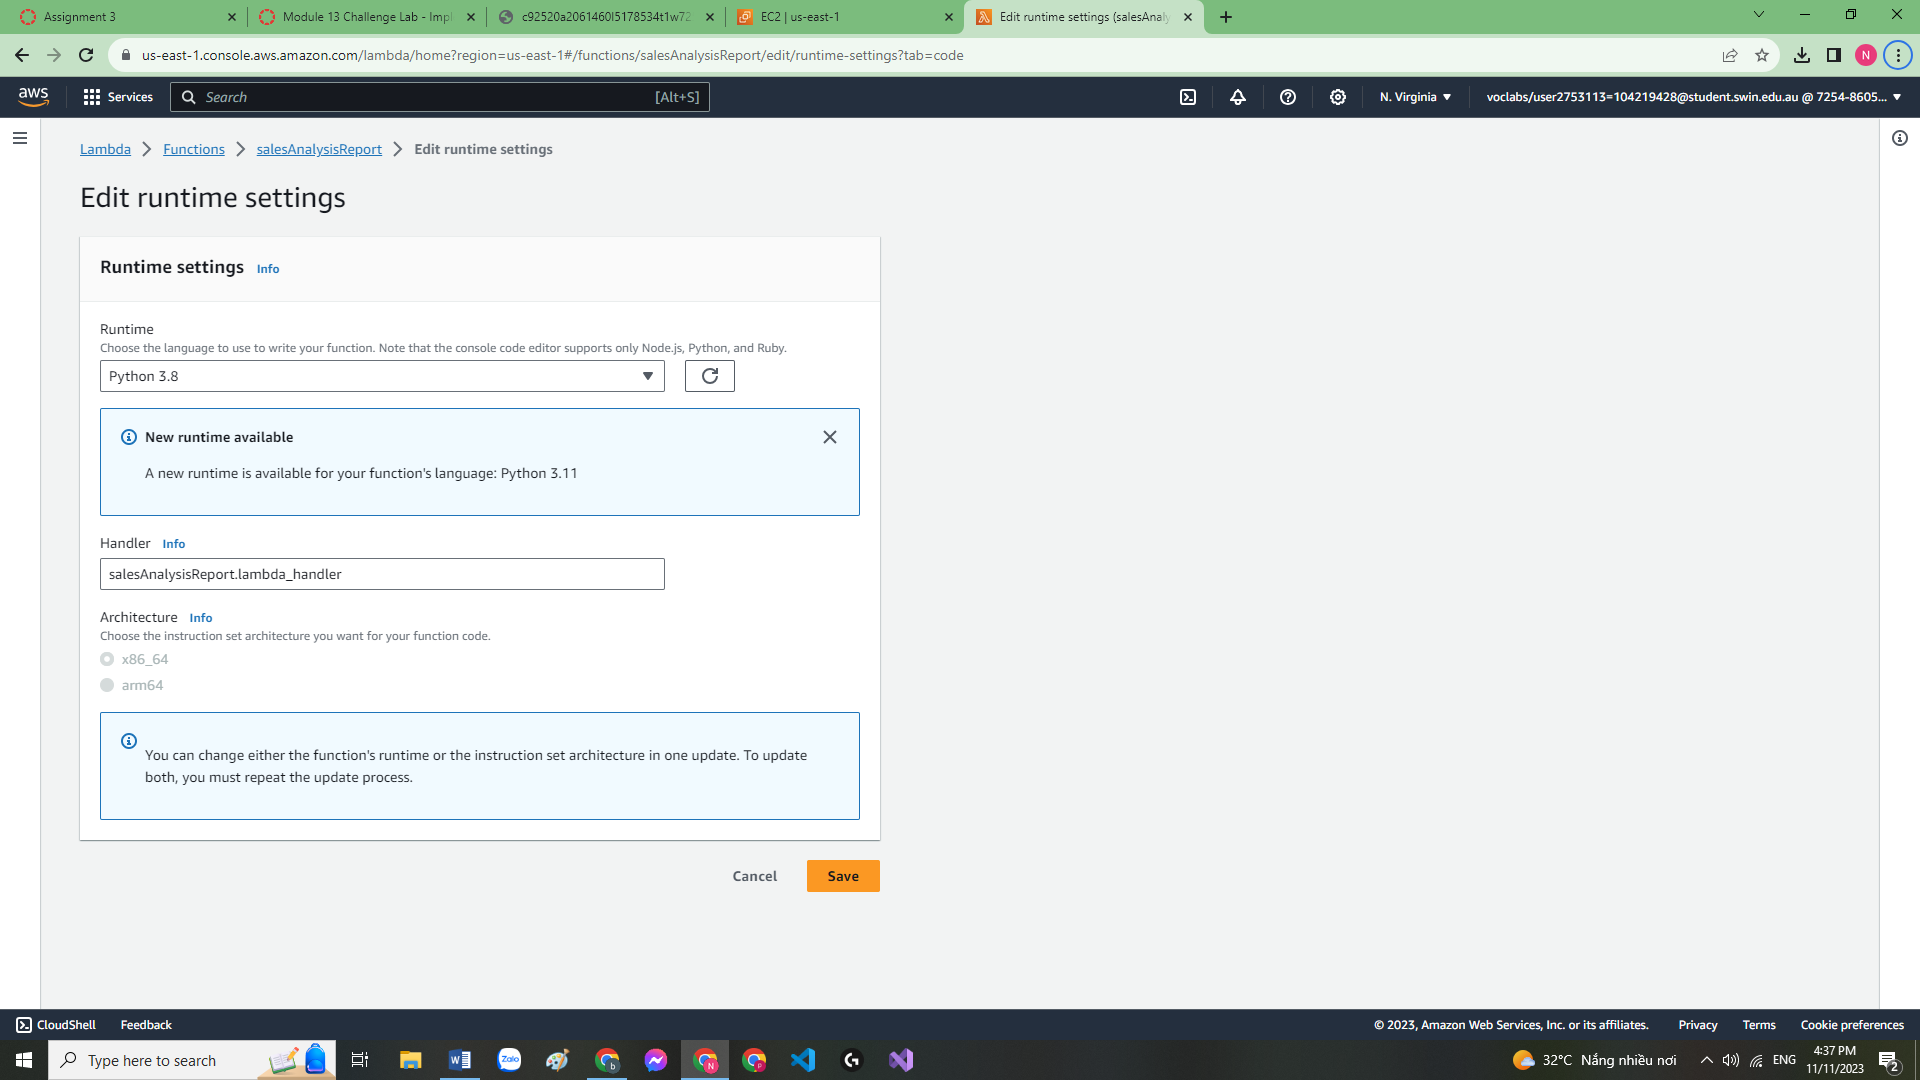 Assignment 3
Module 13 Challenge Lab - Impl
c92520a2061460l5178534t1w72
EC2 | us-east-1
Edit runtime settings (salesAnaly
us-east-1.console.aws.amazon.com/lambda/home?region=us-east-1#/functions/salesAnalysisReport/edit/runtime-settings?tab=code
N
aws
Services
Search
[Alt+S]
N. Virginia
voclabs/user2753113=104219428@student.swin.edu.au @ 7254-8605...
Lambda
Functions
salesAnalysisReport
Edit runtime settings
Edit runtime settings
Runtime settings Info
Runtime
Choose the language to use to write your function. Note that the console code editor supports only Node.js, Python, and Ruby.
Python 3.8
New runtime available
A new runtime is available for your function's language: Python 3.11
Handler Info
salesAnalysisReport.lambda_handler
Architecture Info
Choose the instruction set architecture you want for your function code.
x86_64
arm64
You can change either the function's runtime or the instruction set architecture in one update. To update
both, you must repeat the update process.
Cancel
Save
CloudShell
Feedback
© 2023, Amazon Web Services, Inc. or its affiliates.
Privacy
Terms
Cookie preferences
Type here to search
Zalo
32°C Nắng nhiều nơi
ENG
4:37 PM
11/11/2023
2